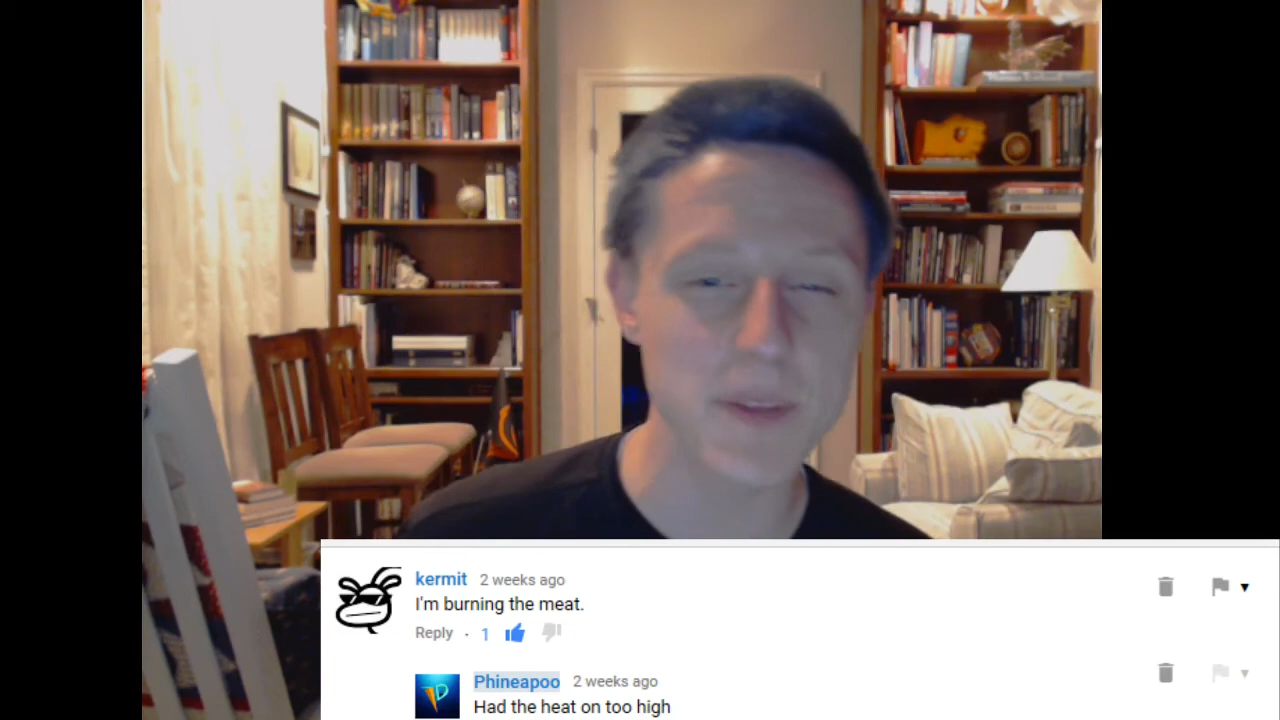 kermit 2 weeks ago
I'm burning the meat.
Reply · 1
Phineapoo 2 weeks ago
Had the heat on too high